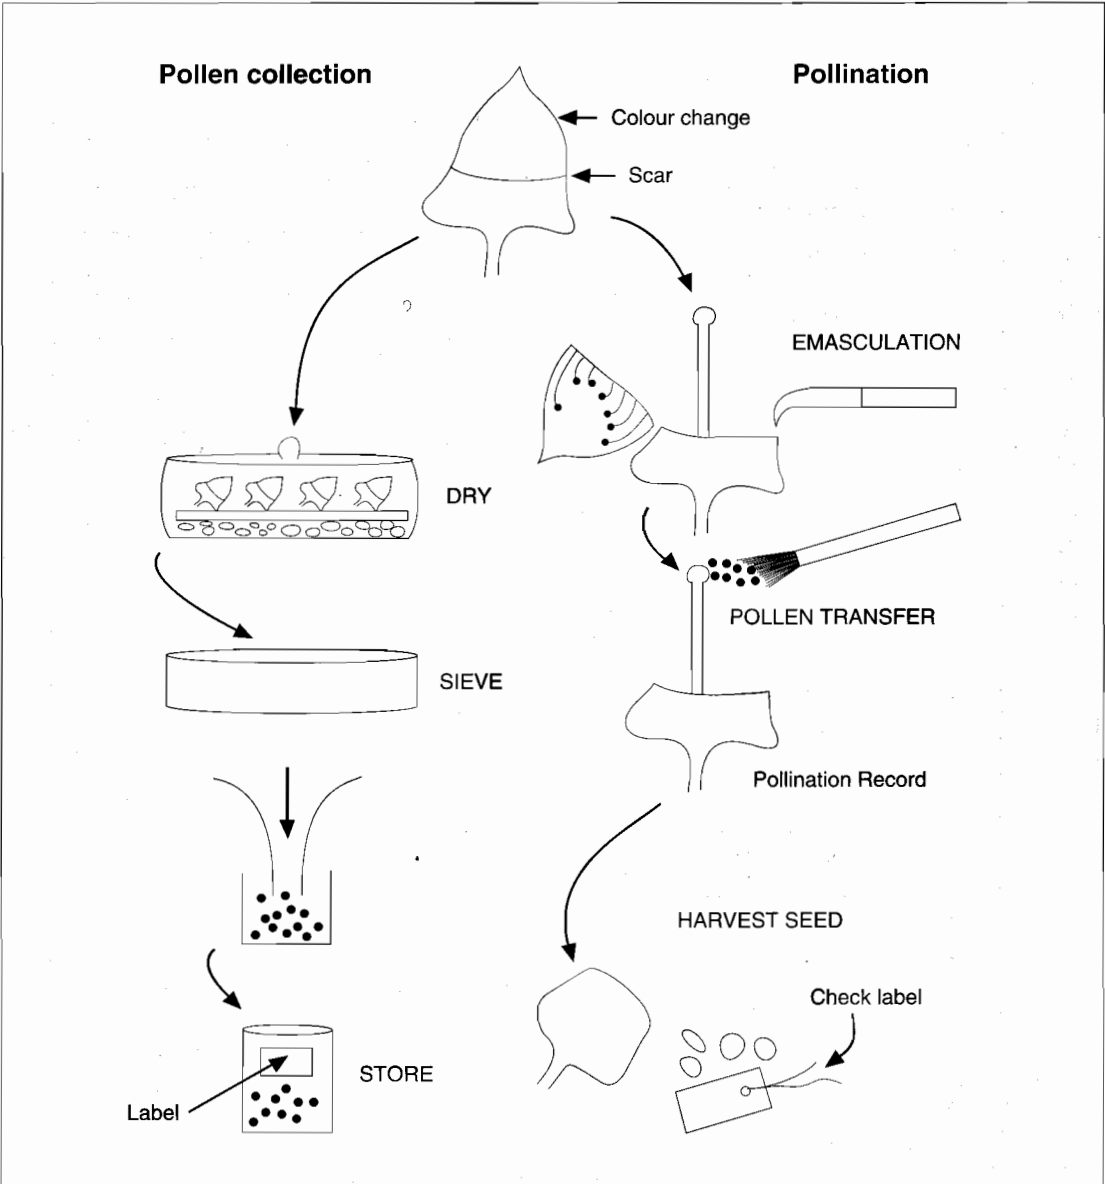 Pollen collection
Pollination
Colour change
Scar
EMASCULATION
DRY
POLLEN TRANSFER
SIEVE
Pollination Record
HARVEST SEED
Check label
STORE
Label